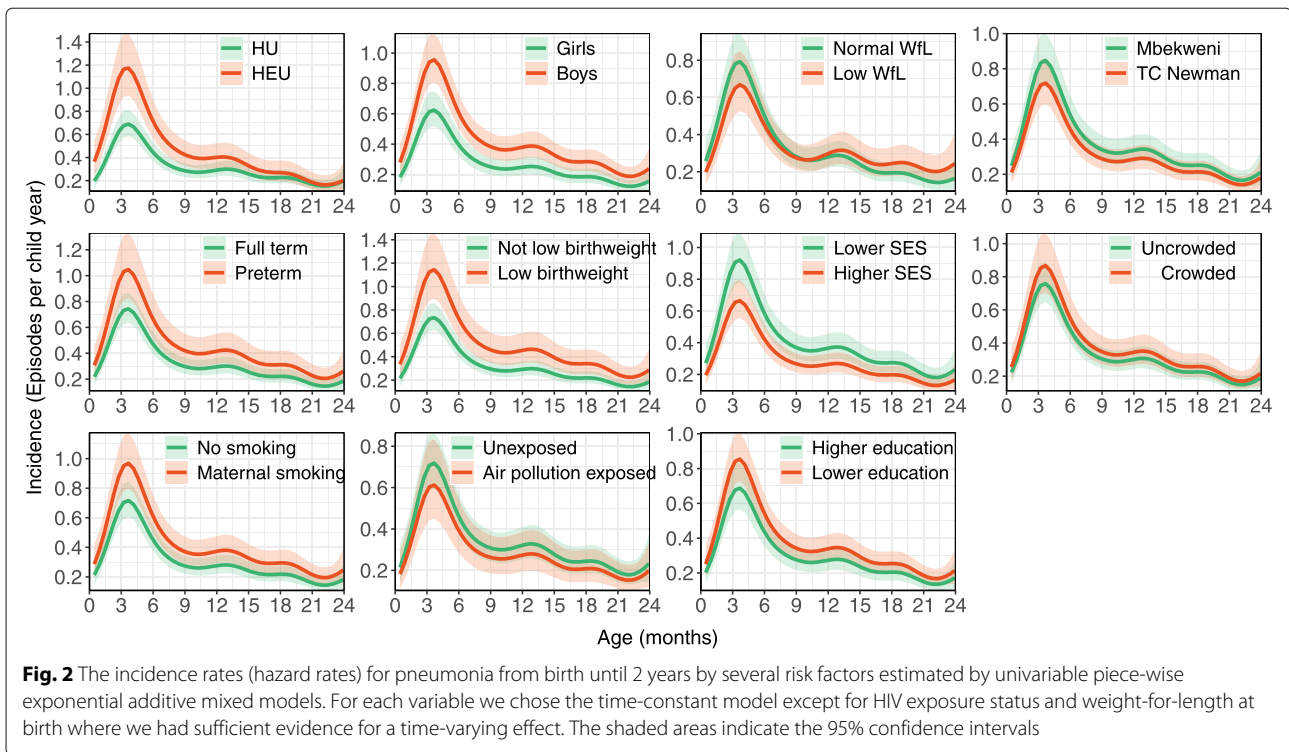 Incidence (Episodes per child year)
HU
HEU
1.4
1.2
1.0
0.8
0.6
0.4
0.2
0 3 6 9 12 15 18 21 24
Girls
Boys
1.0
0.8
0.6
0.4
0.2
0 3 6 9 12 15 18 21 24
Normal WfL
Low WfL
0.8
0.6
0.4
0.2
0 3 6 9 12 15 18 21 24
Mbekweni
TC Newman
1.0
0.8
0.6
0.4
0.2
0 3 6 9 12 15 18 21 24
Full term
Preterm
1.2
1.0
0.8
0.6
0.4
0.2
0 3 6 9 12 15 18 21 24
Not low birthweight
Low birthweight
1.4
1.2
1.0
0.8
0.6
0.4
0.2
0 3 6 9 12 15 18 21 24
Lower SES
Higher SES
1.0
0.8
0.6
0.4
0.2
0 3 6 9 12 15 18 21 24
Uncrowded
Crowded
1.0
0.8
0.6
0.4
0.2
0 3 6 9 12 15 18 21 24
No smoking
Maternal smoking
1.0
0.8
0.6
0.4
0.2
0 3 6 9 12 15 18 21 24
Unexposed
Air pollution exposed
0.8
0.6
0.4
0.2
0 3 6 9 12 15 18 21 24
Higher education
Lower education
1.0
0.8
0.6
0.4
0.2
0 3 6 9 12 15 18 21 24
Age (months)
Fig. 2 The incidence rates (hazard rates) for pneumonia from birth until 2 years by several risk factors estimated by univariable piece-wise
exponential additive mixed models. For each variable we chose the time-constant model except for HIV exposure status and weight-for-length at
birth where we had sufficient evidence for a time-varying effect. The shaded areas indicate the 95% confidence intervals